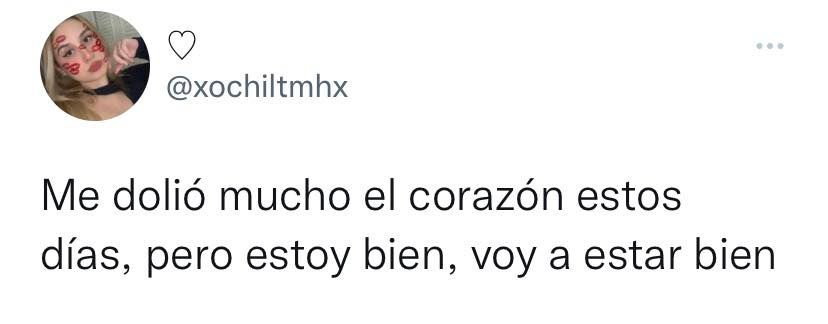 ♡
@xochiltmhx
Me dolió mucho el corazón estos
días, pero estoy bien, voy a estar bien